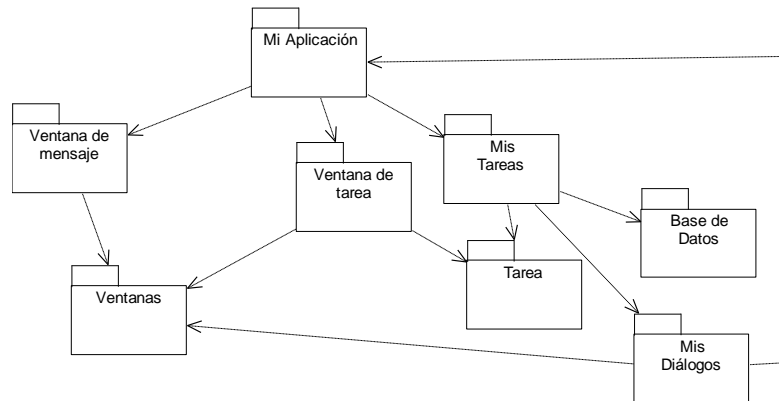 Mi Aplicación
Ventana de
mensaje
Ventana de
tarea
Mis
Tareas
Base de
Datos
Ventanas
Tarea
Mis
Diálogos